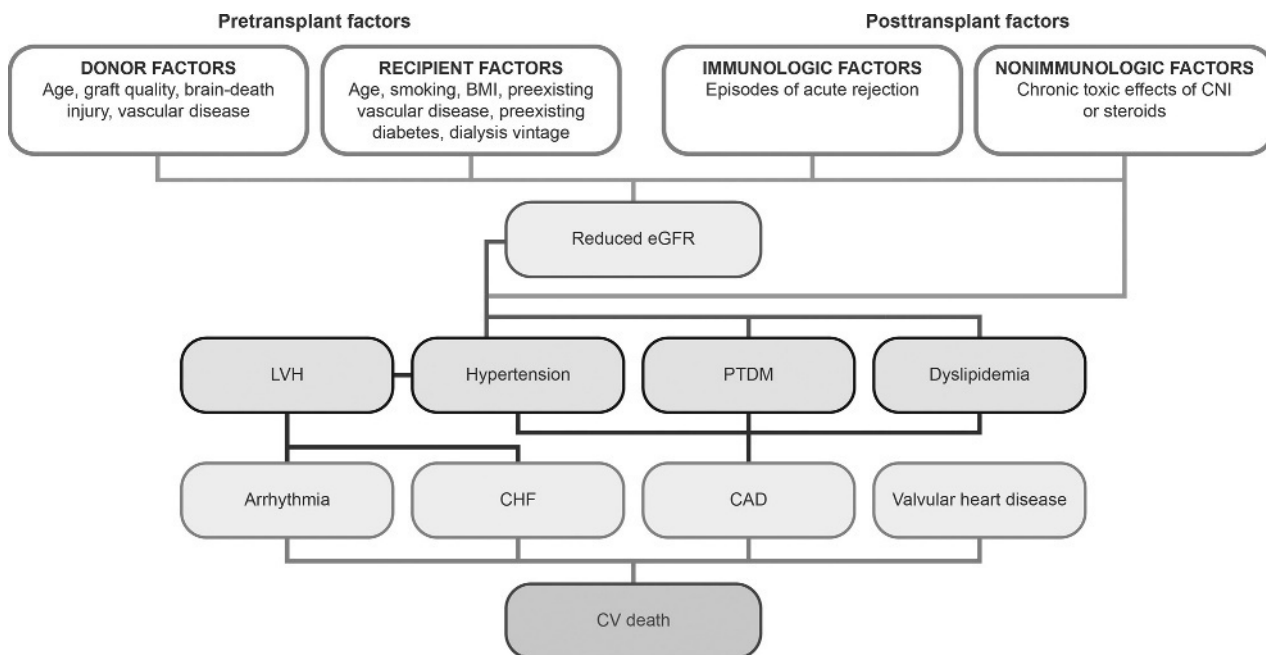 Pretransplant factors
Posttransplant factors
DONOR FACTORS
Age, graft quality, brain-death
injury, vascular disease
RECIPIENT FACTORS
Age, smoking, BMI, preexisting
vascular disease, preexisting
diabetes, dialysis vintage
IMMUNOLOGIC FACTORS
Episodes of acute rejection
NONIMMUNOLOGIC FACTORS
Chronic toxic effects of CNI
or steroids
Reduced eGFR
LVH
Hypertension
PTDM
Dyslipidemia
Arrhythmia
CHF
CAD
Valvular heart disease
CV death